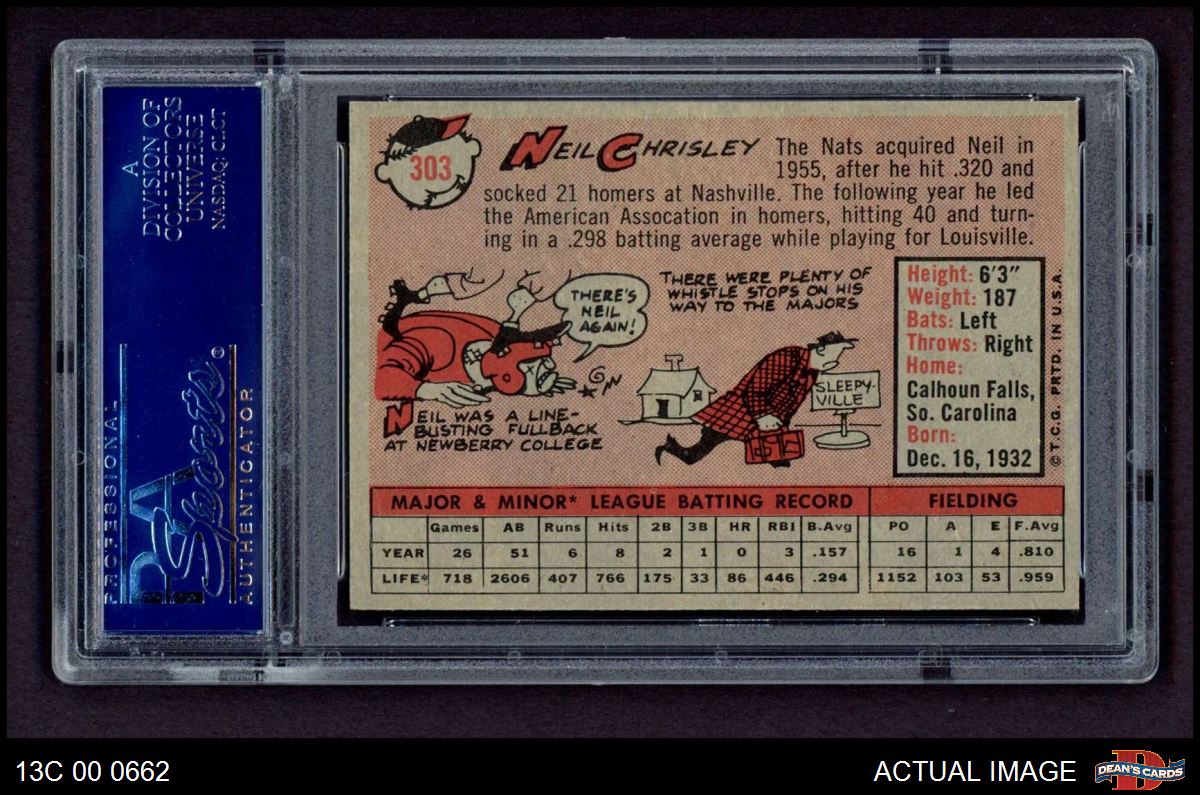 A
DIVISION OF
COLLECTORS
UNIVERSE
NASDAQ: CLCT
PROFESSIONAL
PSA
Sports®
AUTHENTICATOR
303
NEIL CHRISLEY
The Nats acquired Neil in
1955, after he hit .320 and
socked 21 homers at Nashville. The following year he led
the American Assocation in homers, hitting 40 and turn-
ing in a .298 batting average while playing for Louisville.
THERE'S
NEIL
AGAIN!
NEIL WAS A LINE-
BUSTING FULLBACK
AT NEWBERRY COLLEGE
THERE WERE PLENTY OF
WHISTLE STOPS ON HIS
WAY TO THE MAJORS
SLEEPY-
VILLE
Height: 6'3"
Weight: 187
Bats: Left
Throws: Right
Home:
Calhoun Falls,
So. Carolina
Born:
Dec. 16, 1932
© T.C.G. PRTD. IN U.S.A.
MAJOR & MINOR* LEAGUE BATTING RECORD FIELDING
Games AB Runs Hits 2B 3B HR RBI B.Avg PO A E F.Avg
YEAR 26 51 6 8 2 1 0 3 .157 16 1 4 .810
LIFE* 718 2606 407 766 175 33 86 446 .294 1152 103 53 .959
13C 00 0662
ACTUAL IMAGE
DEAN'S CARDS